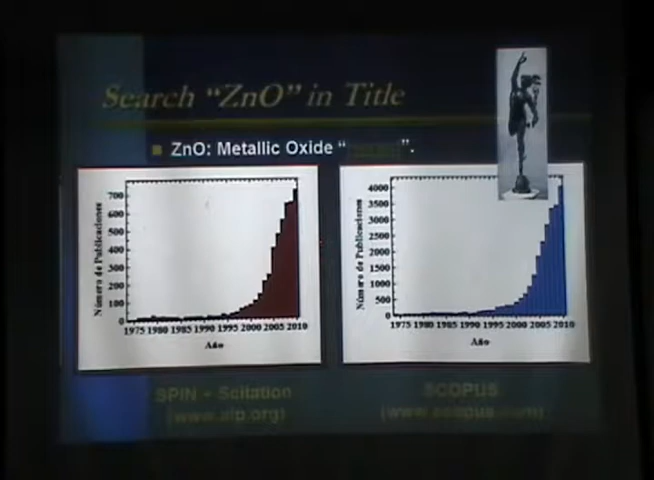 Search “ZnO” in Title
ZnO: Metallic Oxide “ ”.
Número de Publicaciones
700
600
500
400
300
200
100
0
1975 1980 1985 1990 1995 2000 2005 2010
Año
Número de Publicaciones
4000
3500
3000
2500
2000
1500
1000
500
0
1975 1980 1985 1990 1995 2000 2005 2010
Año
SPIN – Scitation
(www.aip.org)
SCOPUS
(www.scopus.com)